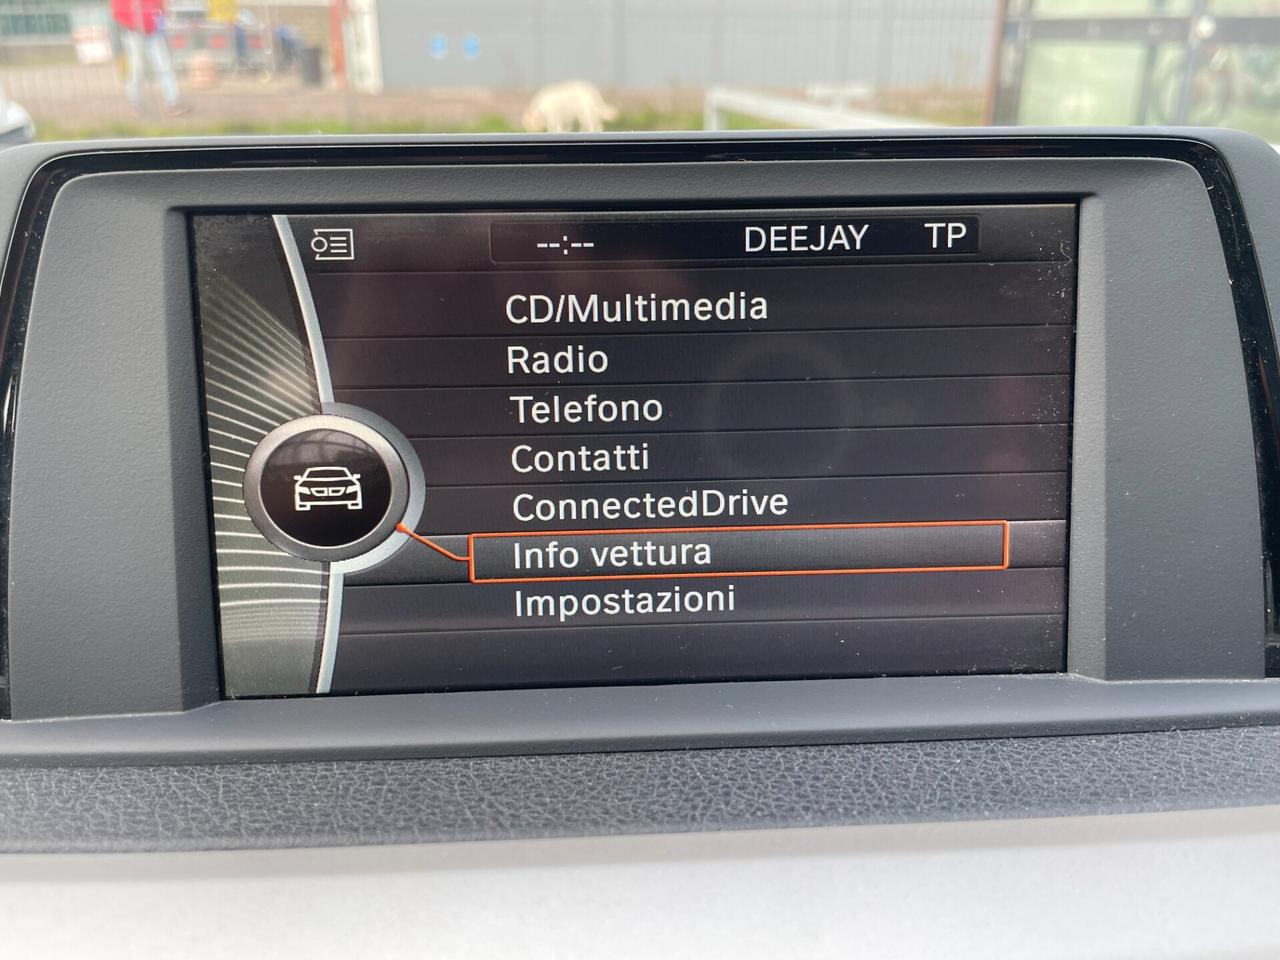 --:-- DEEJAY TP
CD/Multimedia
Radio
Telefono
Contatti
ConnectedDrive
Info vettura
Impostazioni